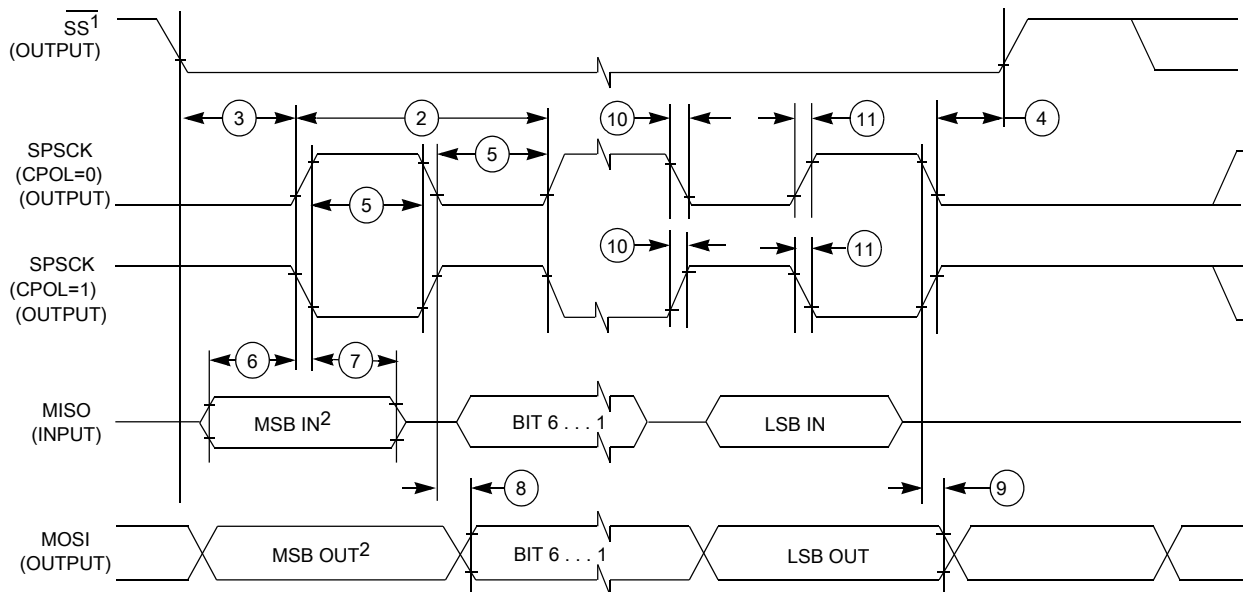 SS1
(OUTPUT)
3
2
10
11
4
SPSCK
(CPOL=0)
(OUTPUT)
5
5
SPSCK
(CPOL=1)
(OUTPUT)
10
11
6
7
MISO
(INPUT)
MSB IN2
BIT 6 . . . 1
LSB IN
8
9
MOSI
(OUTPUT)
MSB OUT2
BIT 6 . . . 1
LSB OUT